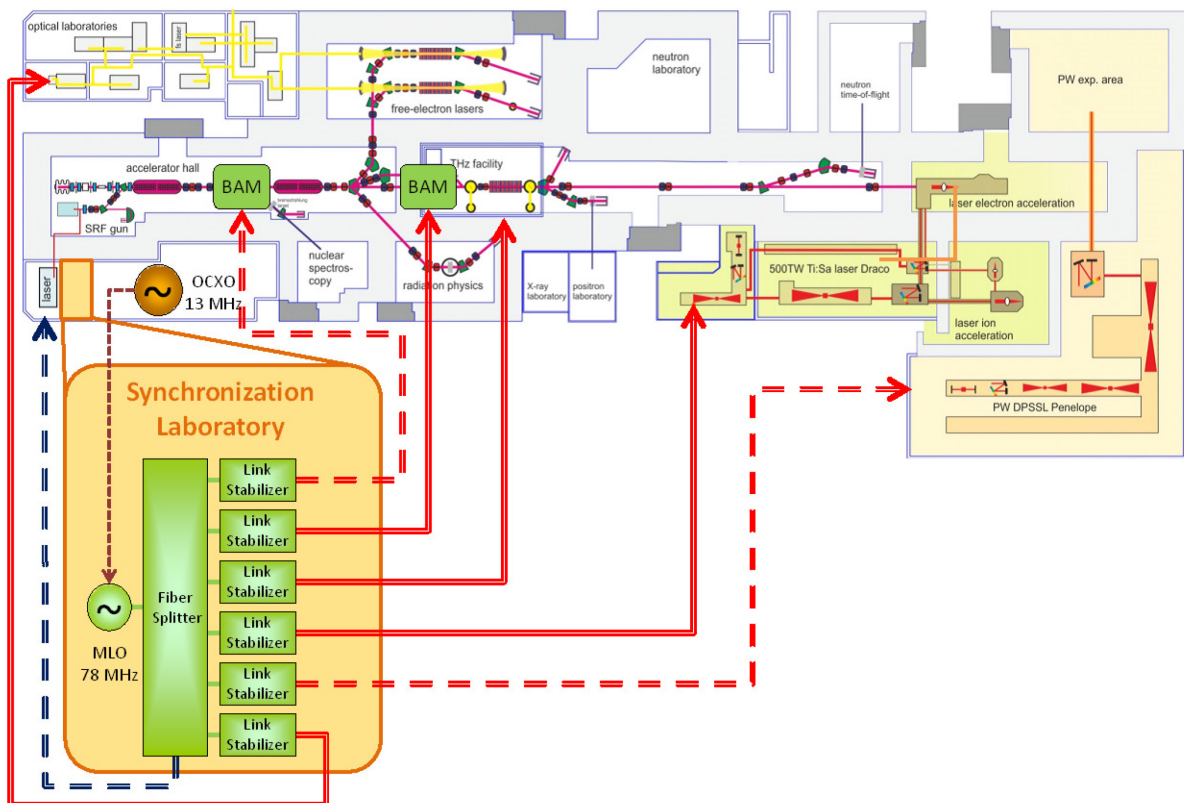 optical laboratories
fs laser
free-electron lasers
neutron
laboratory
neutron
time-of-flight
PW exp. area
accelerator hall
BAM
BAM
THz facility
SRF gun
bremsstrahlung
target
nuclear
spectros-
copy
radiation physics
X-ray
laboratory
positron
laboratory
laser electron acceleration
500TW Ti:Sa laser Draco
laser ion
acceleration
PW DPSSL Penelope
laser
OCXO
13 MHz
~
Synchronization
Laboratory
Link
Stabilizer
Link
Stabilizer
Link
Stabilizer
Link
Stabilizer
Link
Stabilizer
Link
Stabilizer
Fiber
Splitter
~
MLO
78 MHz